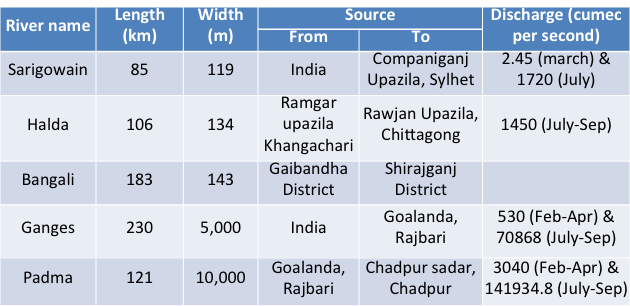 River name Length (km) Width (m) Source Discharge (cumec per second)
From To
Sarigowain 85 119 India Companiganj Upazila, Sylhet 2.45 (march) & 1720 (July)
Halda 106 134 Ramgar upazila Khangachari Rawjan Upazila, Chittagong 1450 (July-Sep)
Bangali 183 143 Gaibandha District Shirajganj District
Ganges 230 5,000 India Goalanda, Rajbari 530 (Feb-Apr) & 70868 (July-Sep)
Padma 121 10,000 Goalanda, Rajbari Chadpur sadar, Chadpur 3040 (Feb-Apr) & 141934.8 (July-Sep)